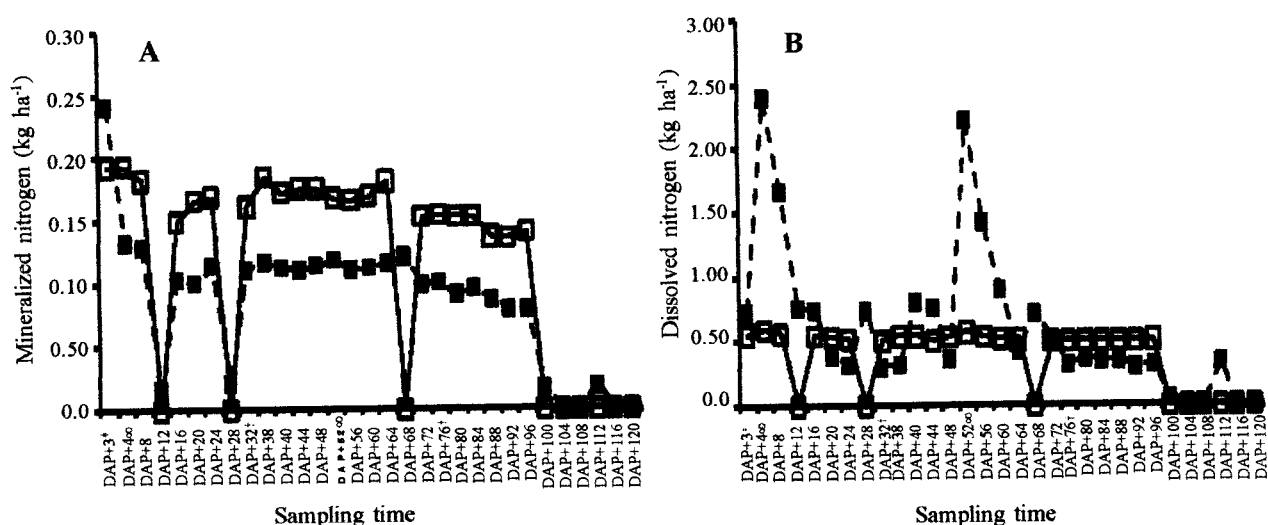 A
Mineralized nitrogen (kg ha⁻¹)
0.30
0.25
0.20
0.15
0.10
0.50
0.0
DAP+3*
DAP+4∞
DAP+8
DAP+12
DAP+16
DAP+20
DAP+24
DAP+28
DAP+32†
DAP+38
DAP+40
DAP+44
DAP+48
DAP+52∞
DAP+56
DAP+60
DAP+64
DAP+68
DAP+72
DAP+76†
DAP+80
DAP+84
DAP+88
DAP+92
DAP+96
DAP+100
DAP+104
DAP+108
DAP+112
DAP+116
DAP+120
Sampling time
B
Dissolved nitrogen (kg ha⁻¹)
3.00
2.50
2.00
1.50
1.00
0.50
0.0
DAP+3
DAP+4∞
DAP+8
DAP+12
DAP+16
DAP+20
DAP+24
DAP+28
DAP+32†
DAP+38
DAP+40
DAP+44
DAP+48
DAP+52∞
DAP+56
DAP+60
DAP+64
DAP+68
DAP+72
DAP+76†
DAP+80
DAP+84
DAP+88
DAP+92
DAP+96
DAP+100
DAP+104
DAP+108
DAP+112
DAP+116
DAP+120
Sampling time